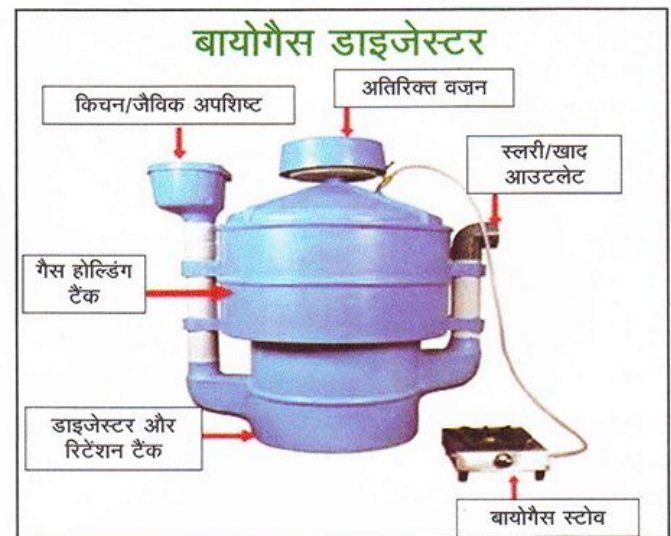 बायोगैस डाइजेस्टर
किचन/जैविक अपशिष्ट
अतिरिक्त वज़न
स्लरी/खाद
आउटलेट
गैस होल्डिंग
टैंक
डाइजेस्टर और
रिटेंशन टैंक
बायोगैस स्टोव